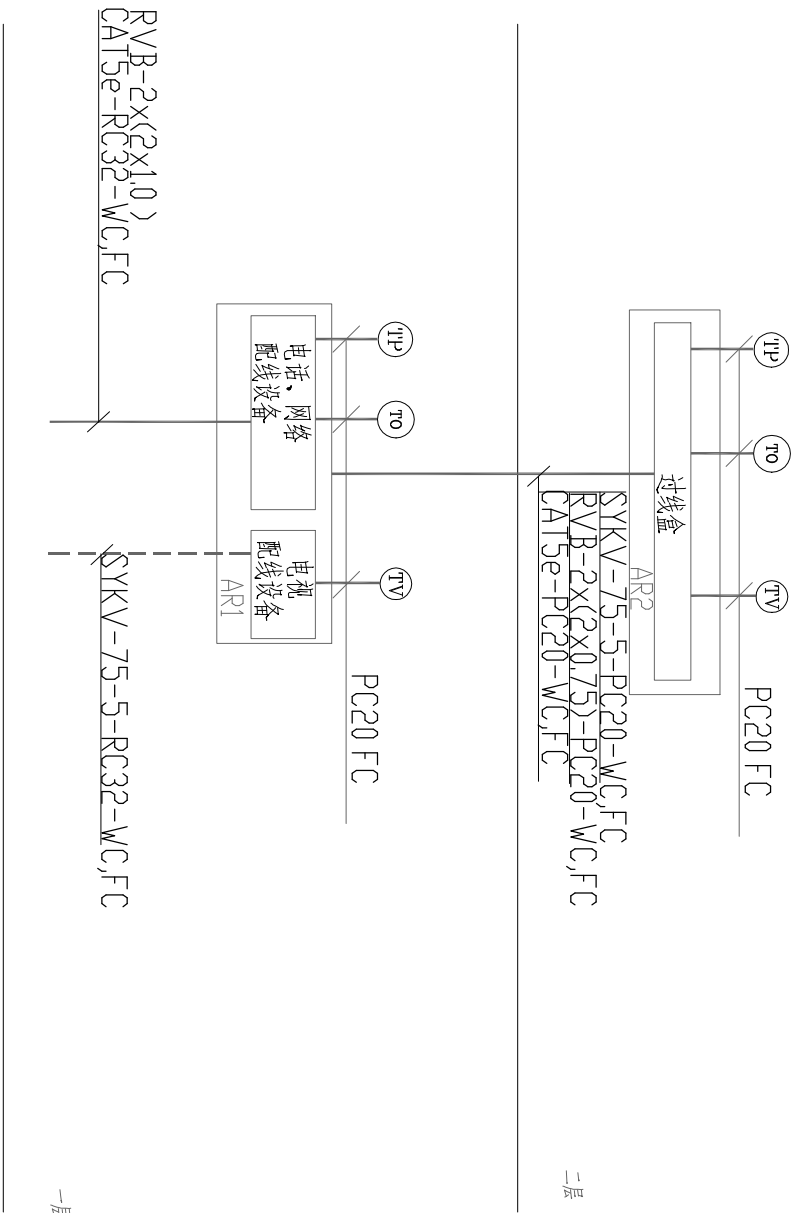 TP
TO
TV
过线盒
AR2
PC20 FC
SYKV-75-5-PC20-WC,FC
RVB-2x(2x0.75)-PC20-WC,FC
CAT5e-PC20-WC,FC
二层
TP
TO
TV
PC20 FC
电话、网络
配线设备
电视
配线设备
AR1
RVB-2x(2x1.0)
CAT5e-RC32-WC,FC
SYKV-75-5-RC32-WC,FC
一层